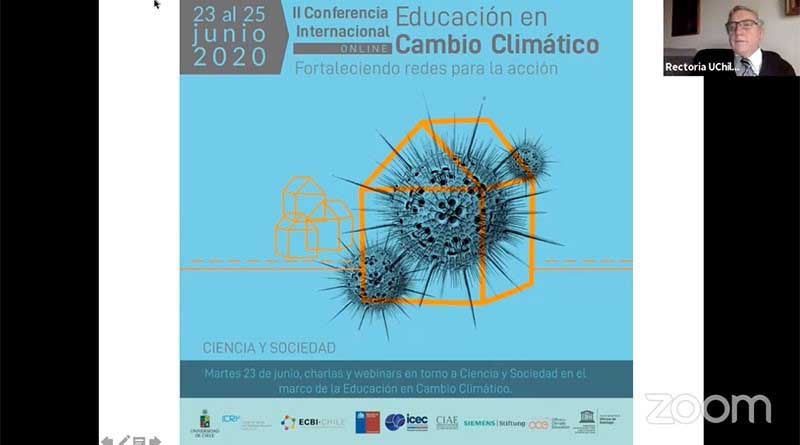 23 al 25
junio
2020
II Conferencia
Internacional
ONLINE
Educación en
Cambio Climático
Fortaleciendo redes para la acción
Rectoria UChil...
CIENCIA Y SOCIEDAD
Martes 23 de junio, charlas y webinars en torno a Ciencia y Sociedad en el
marco de la Educación en Cambio Climático.
UNIVERSIDAD
DE CHILE
ECBI-CHILE
icec
CIAE
SIEMENS | Stiftung
zoom